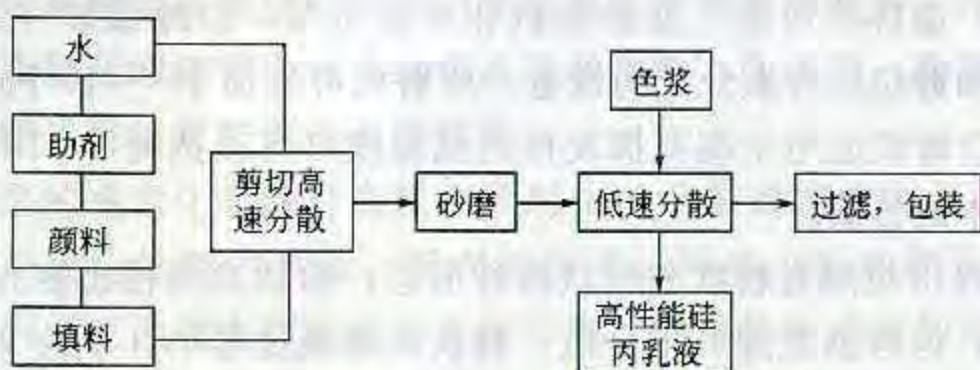 水
助剂
颜料
填料
剪切高
速分散
砂磨
色浆
低速分散
高性能硅
丙乳液
过滤，包装